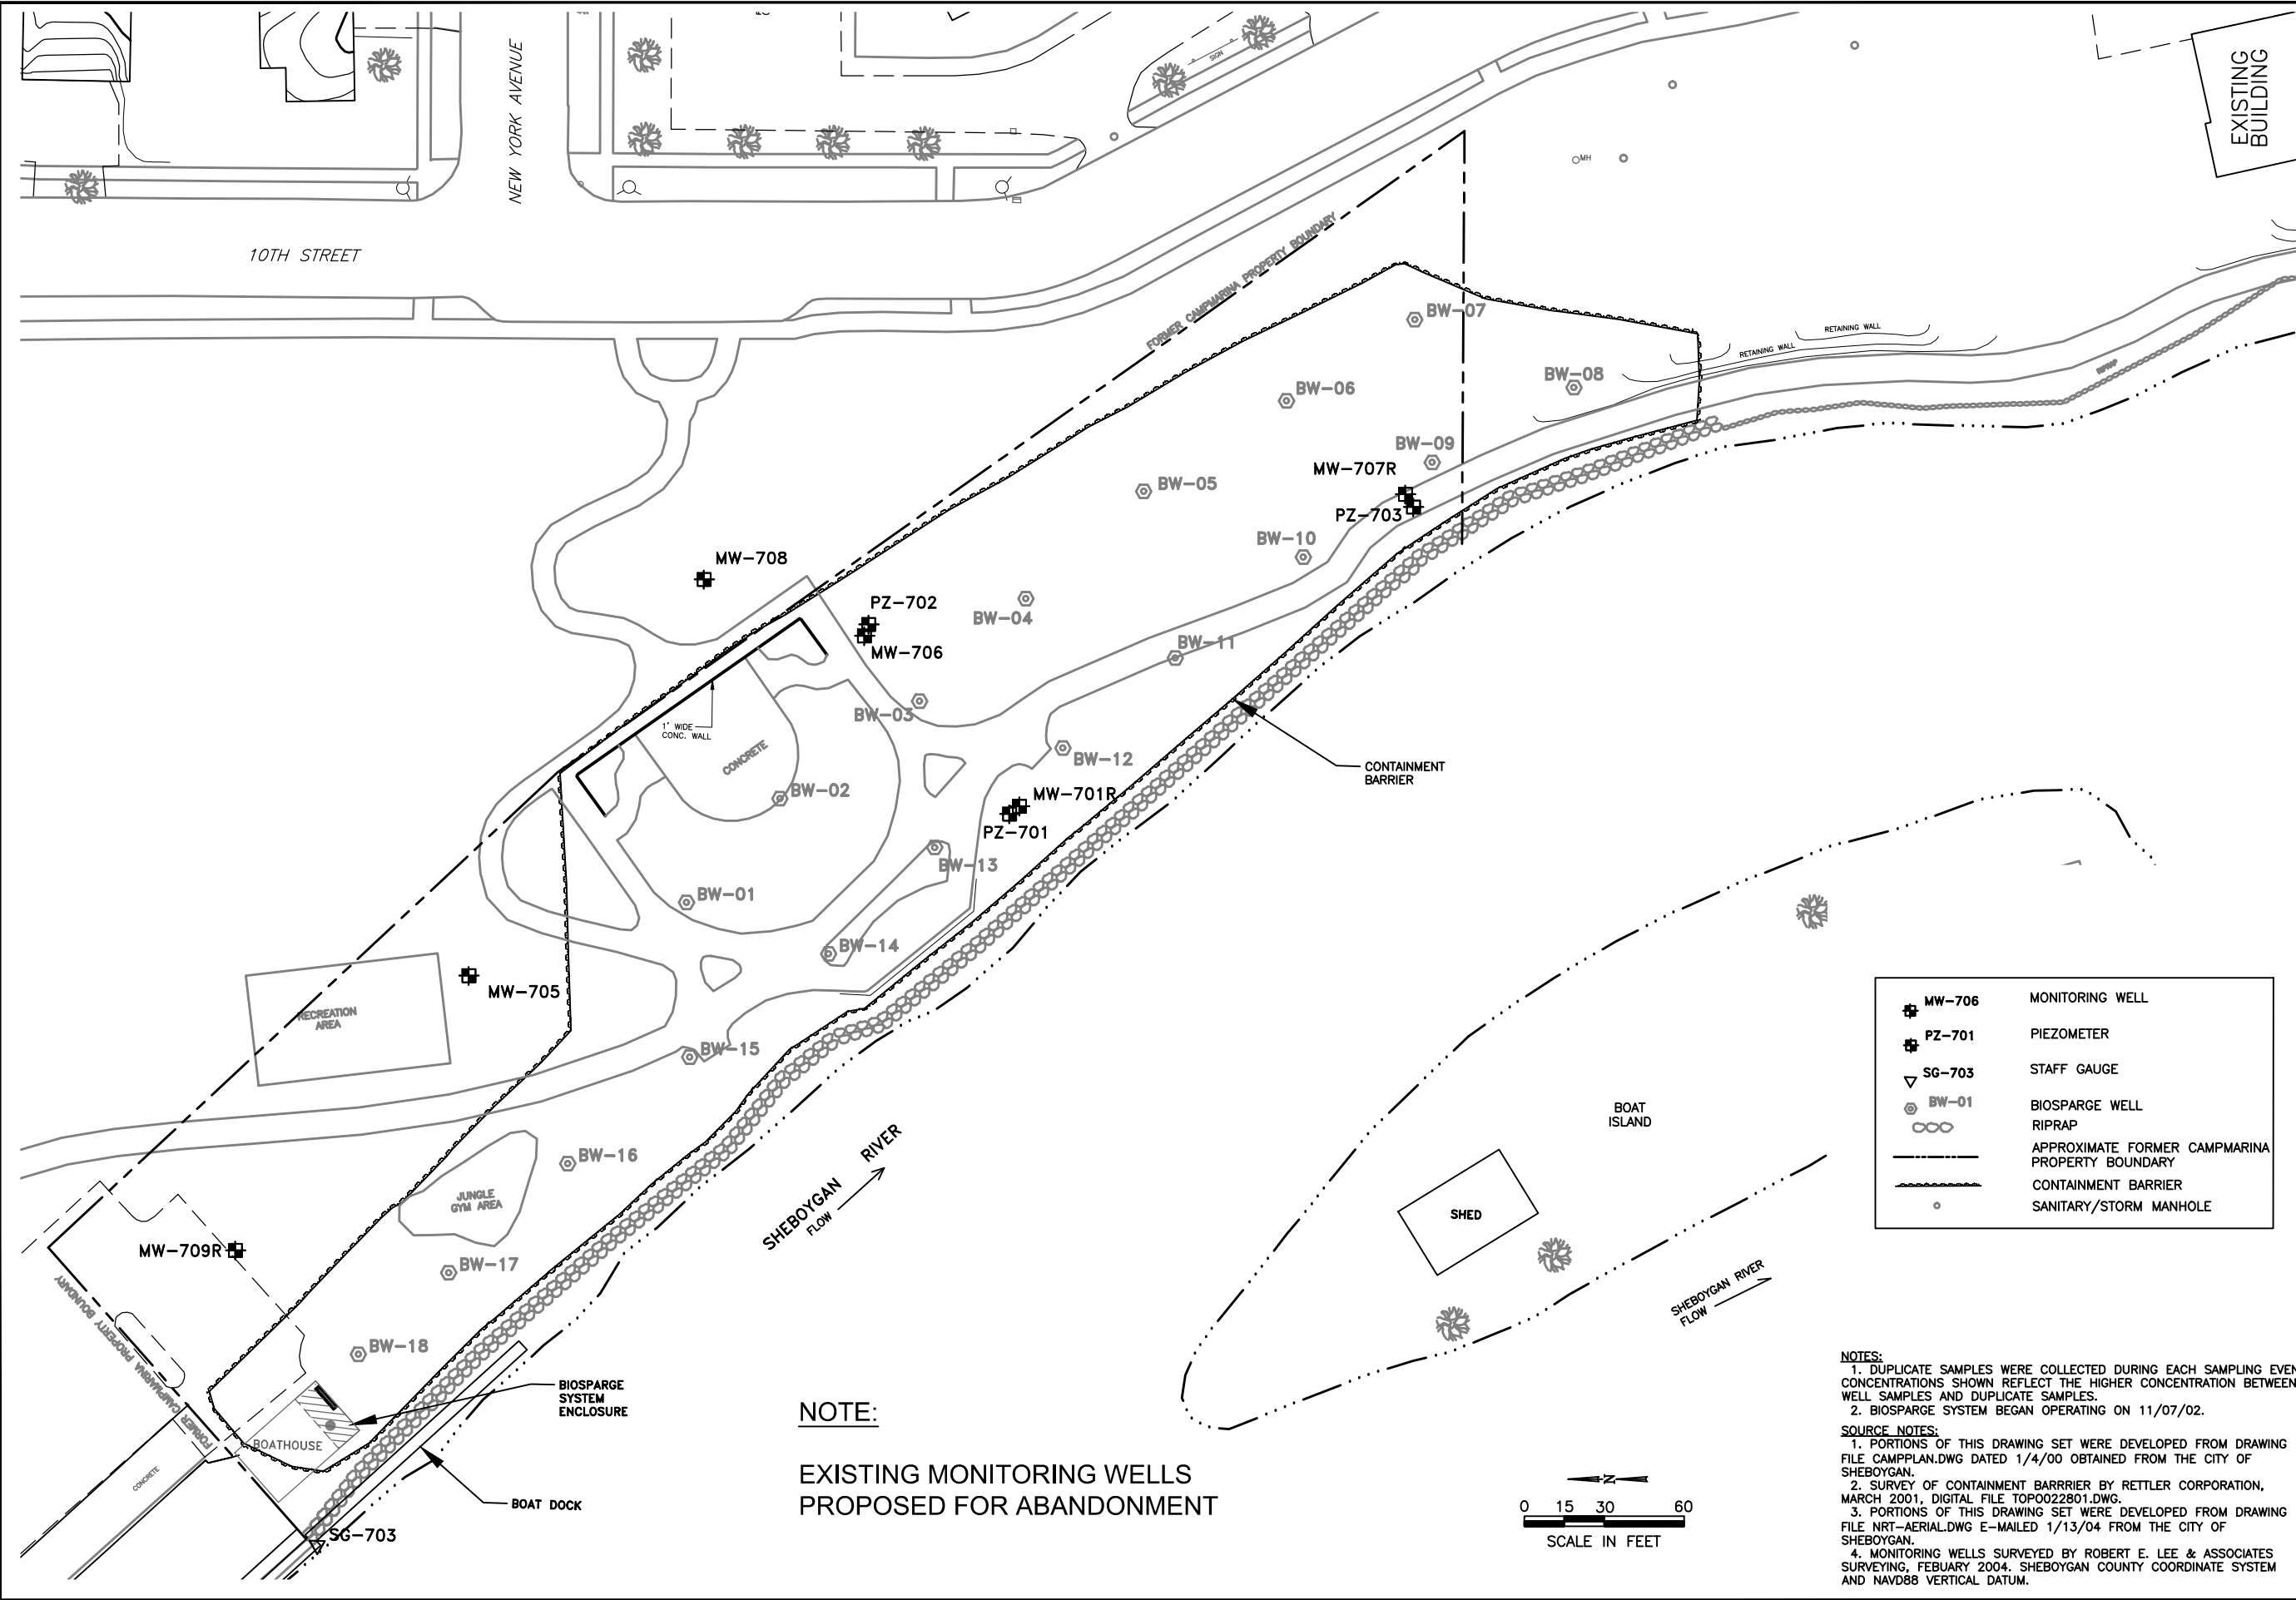 SIGN
NEW YORK AVENUE
EXISTING
BUILDING
MH
10TH STREET
FORMER CAMPMARINA PROPERTY BOUNDARY
BW-07
RETAINING WALL
RETAINING WALL
RIPRAP
BW-08
BW-06
BW-09
MW-707R
BW-05
PZ-703
BW-10
MW-708
PZ-702
BW-04
BW-11
MW-706
BW-03
1' WIDE
CONC. WALL
CONCRETE
BW-12
CONTAINMENT
BARRIER
BW-02
MW-701R
PZ-701
BW-13
BW-01
BW-14
MW-705
RECREATION
AREA
BW-15
BW-16
JUNGLE
GYM AREA
SHEBOYGAN RIVER
FLOW
MW-709R
BW-17
FORMER CAMPMARINA PROPERTY BOUNDARY
BW-18
BIOSPARGE
SYSTEM
ENCLOSURE
BOATHOUSE
CONCRETE
BOAT DOCK
SG-703
BOAT
ISLAND
SHED
SHEBOYGAN RIVER
FLOW
MW-706 MONITORING WELL
PZ-701 PIEZOMETER
SG-703 STAFF GAUGE
BW-01 BIOSPARGE WELL
RIPRAP
APPROXIMATE FORMER CAMPMARINA
PROPERTY BOUNDARY
CONTAINMENT BARRIER
SANITARY/STORM MANHOLE
NOTE:
EXISTING MONITORING WELLS
PROPOSED FOR ABANDONMENT
N
0 15 30 60
SCALE IN FEET
NOTES:
1. DUPLICATE SAMPLES WERE COLLECTED DURING EACH SAMPLING EVEN
CONCENTRATIONS SHOWN REFLECT THE HIGHER CONCENTRATION BETWEEN
WELL SAMPLES AND DUPLICATE SAMPLES.
2. BIOSPARGE SYSTEM BEGAN OPERATING ON 11/07/02.
SOURCE NOTES:
1. PORTIONS OF THIS DRAWING SET WERE DEVELOPED FROM DRAWING
FILE CAMPPLAN.DWG DATED 1/4/00 OBTAINED FROM THE CITY OF
SHEBOYGAN.
2. SURVEY OF CONTAINMENT BARRRIER BY RETTLER CORPORATION,
MARCH 2001, DIGITAL FILE TOPO022801.DWG.
3. PORTIONS OF THIS DRAWING SET WERE DEVELOPED FROM DRAWING
FILE NRT-AERIAL.DWG E-MAILED 1/13/04 FROM THE CITY OF
SHEBOYGAN.
4. MONITORING WELLS SURVEYED BY ROBERT E. LEE & ASSOCIATES
SURVEYING, FEBUARY 2004. SHEBOYGAN COUNTY COORDINATE SYSTEM
AND NAVD88 VERTICAL DATUM.